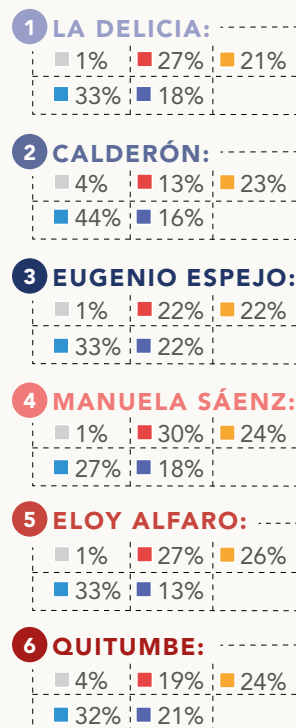 1 LA DELICIA:
1% 27% 21%
33% 18%
2 CALDERÓN:
4% 13% 23%
44% 16%
3 EUGENIO ESPEJO:
1% 22% 22%
33% 22%
4 MANUELA SÁENZ:
1% 30% 24%
27% 18%
5 ELOY ALFARO:
1% 27% 26%
33% 13%
6 QUITUMBE:
4% 19% 24%
32% 21%